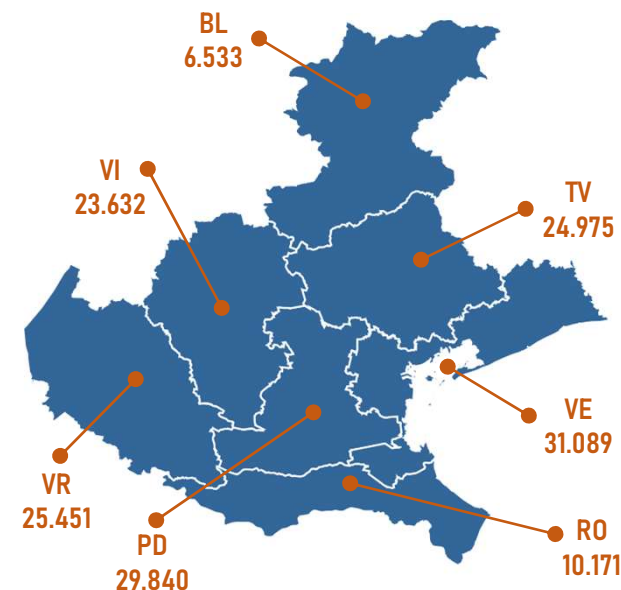 BL
6.533
VI
23.632
TV
24.975
VE
31.089
VR
25.451
PD
29.840
RO
10.171